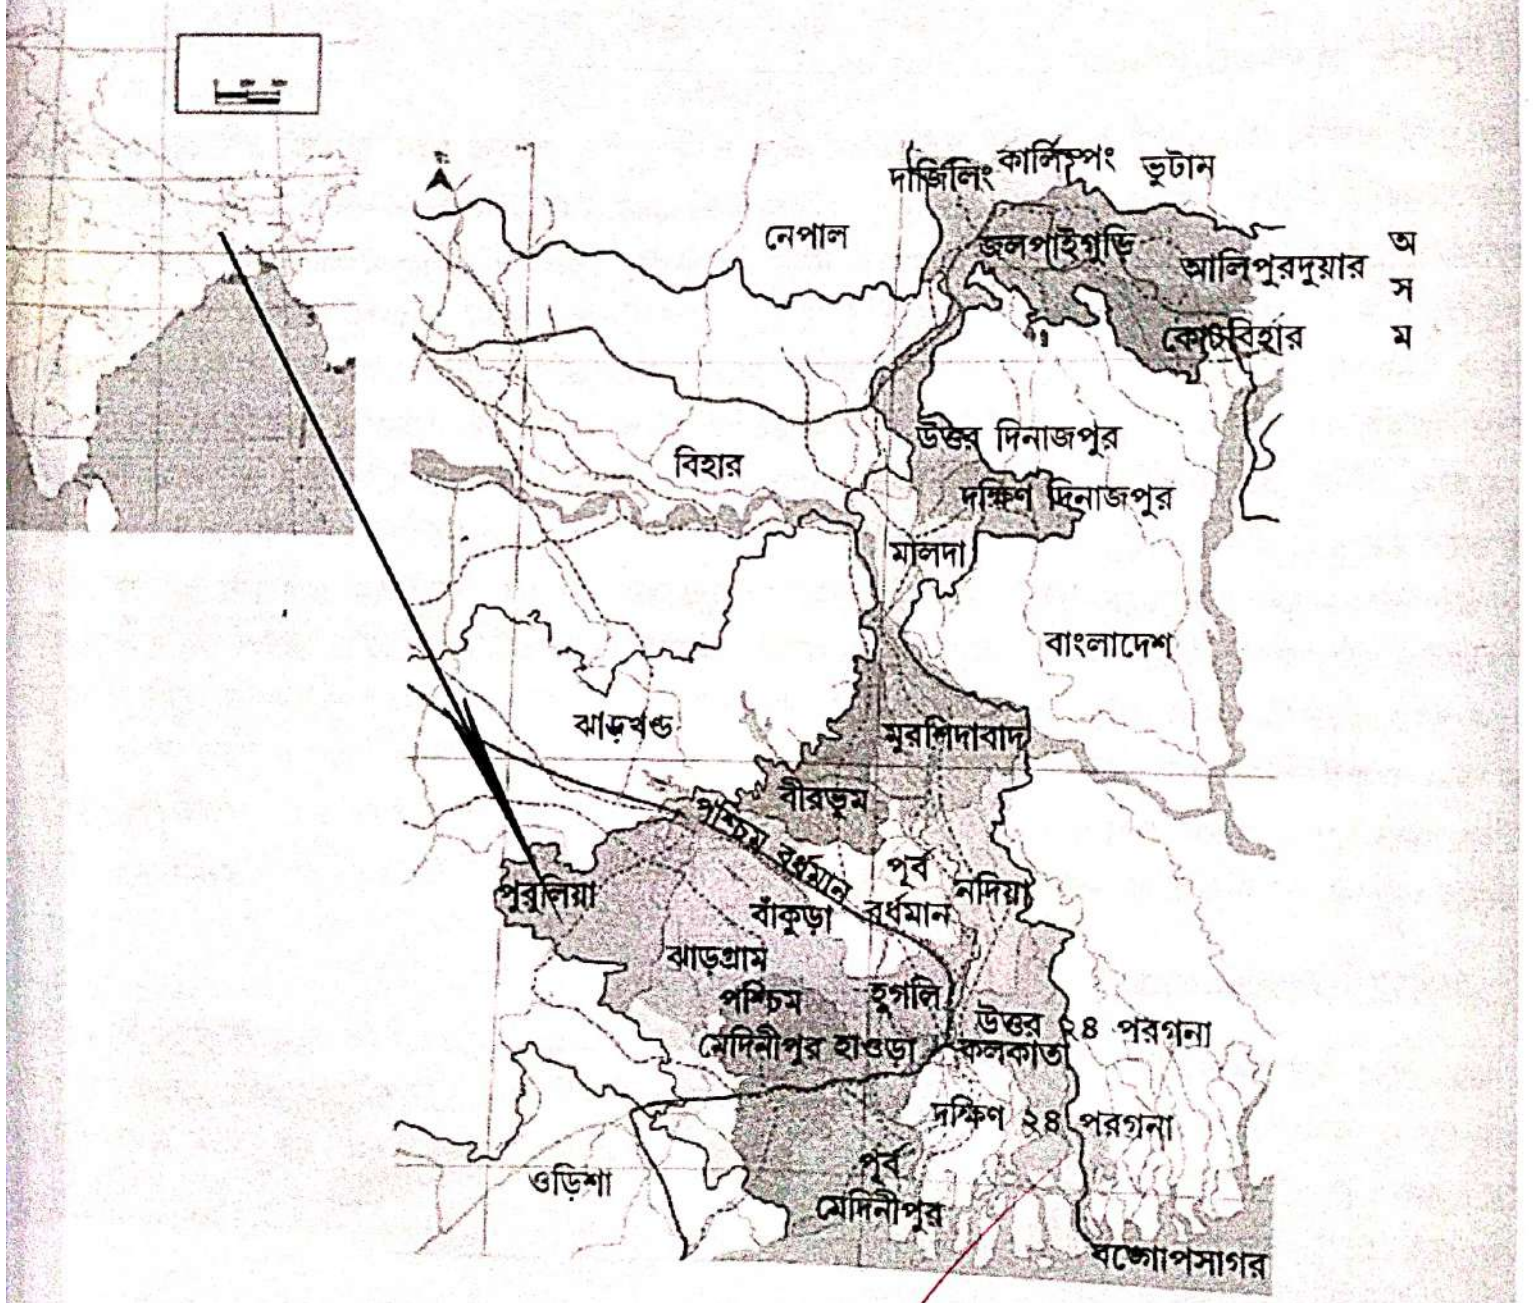 দার্জিলিং কালিম্পং ভুটান
নেপাল
জলপাইগুড়ি
আলিপুরদুয়ার
অ
স
ম
কোচবিহার
উত্তর দিনাজপুর
বিহার
দক্ষিণ দিনাজপুর
মালদা
বাংলাদেশ
ঝাড়খন্ড
মুরশিদাবাদ
বীরভূম
পশ্চিম বর্ধমান
পূর্ব
বর্ধমান
নদিয়া
পুরুলিয়া
বাঁকুড়া
ঝাড়গ্রাম
পশ্চিম
মেদিনীপুর
হুগলি
হাওড়া
উত্তর ২৪ পরগনা
কলকাতা
দক্ষিণ ২৪ পরগনা
ওড়িশা
পূর্ব
মেদিনীপুর
বঙ্গোপসাগর